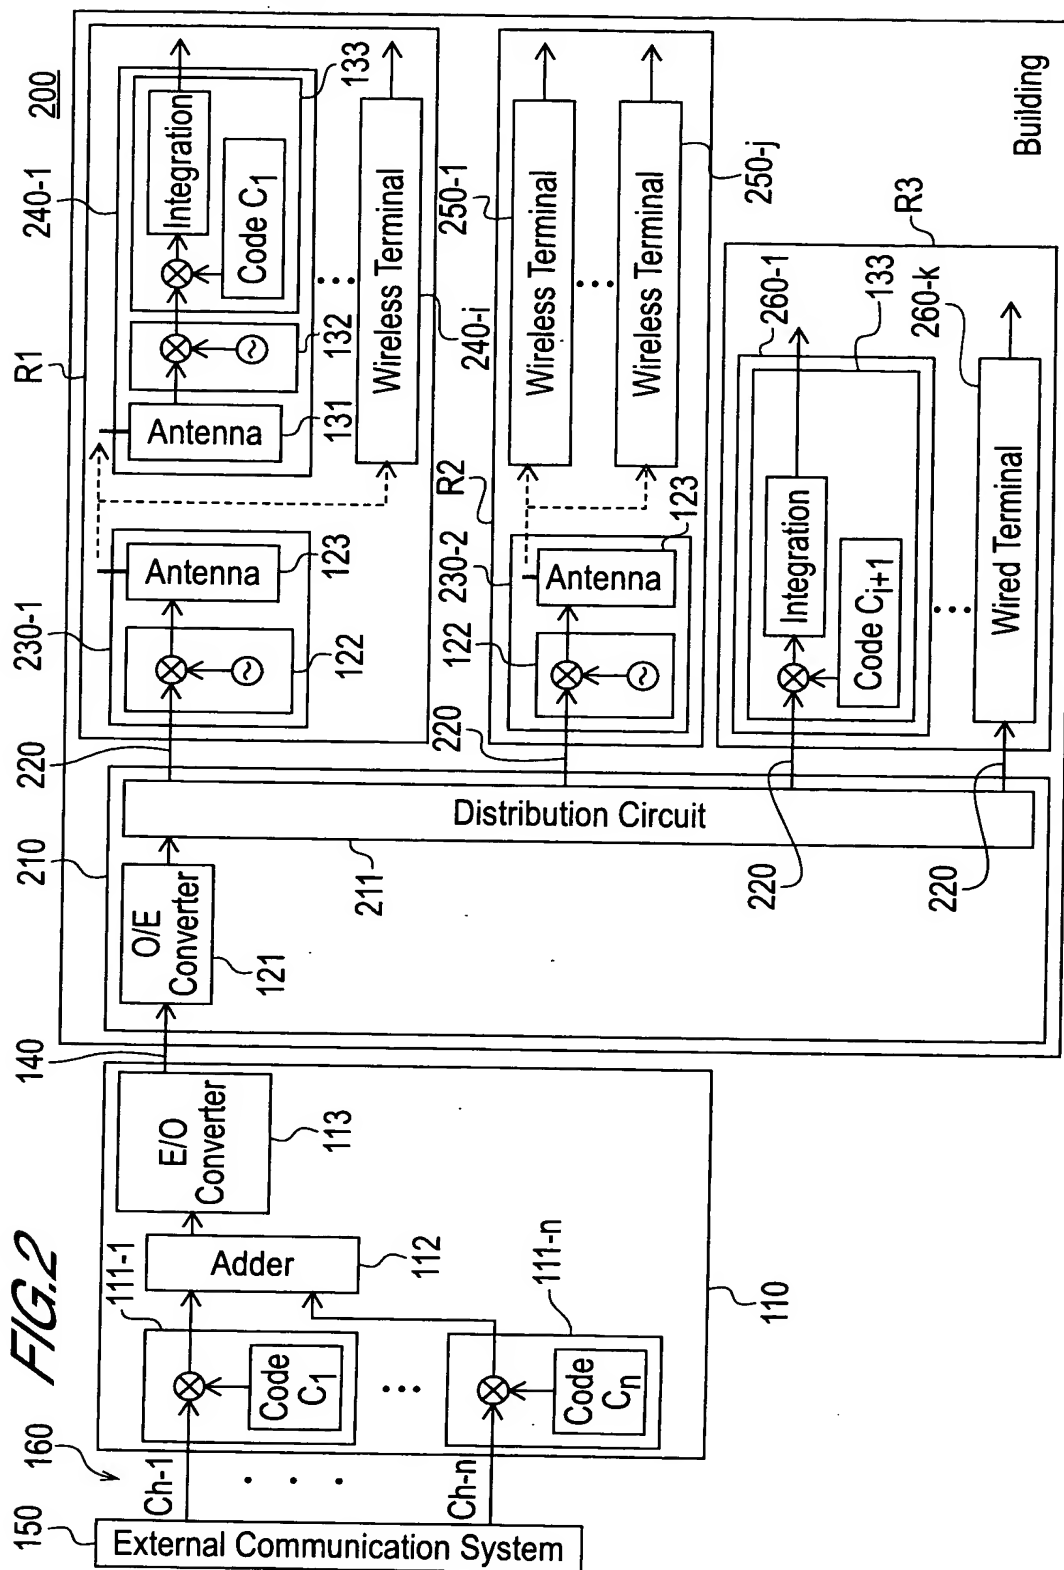 FIG.2
200
150
External Communication System
160
Ch-1
Ch-n
111-1
Code
C1
111-n
Code
Cn
Adder
112
110
E/O
Converter
113
140
210
O/E
Converter
121
Distribution Circuit
211
220
220
220
220
R1
230-1
122
Antenna
123
240-1
Antenna
131
132
Integration
Code C1
133
Wireless Terminal
240-i
R2
230-2
122
Antenna
123
Wireless Terminal
250-1
Wireless Terminal
250-j
R3
260-1
Integration
Code Cj+1
133
260-k
Wired Terminal
Building